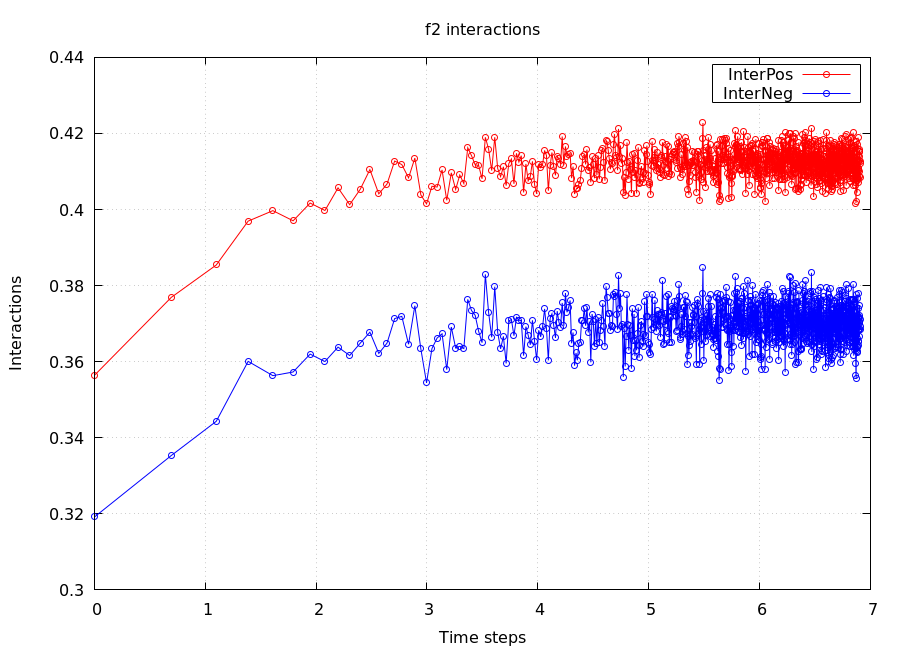 f2 interactions
InterPos
InterNeg
Interactions
0.44
0.42
0.4
0.38
0.36
0.34
0.32
0.3
0 1 2 3 4 5 6 7
Time steps